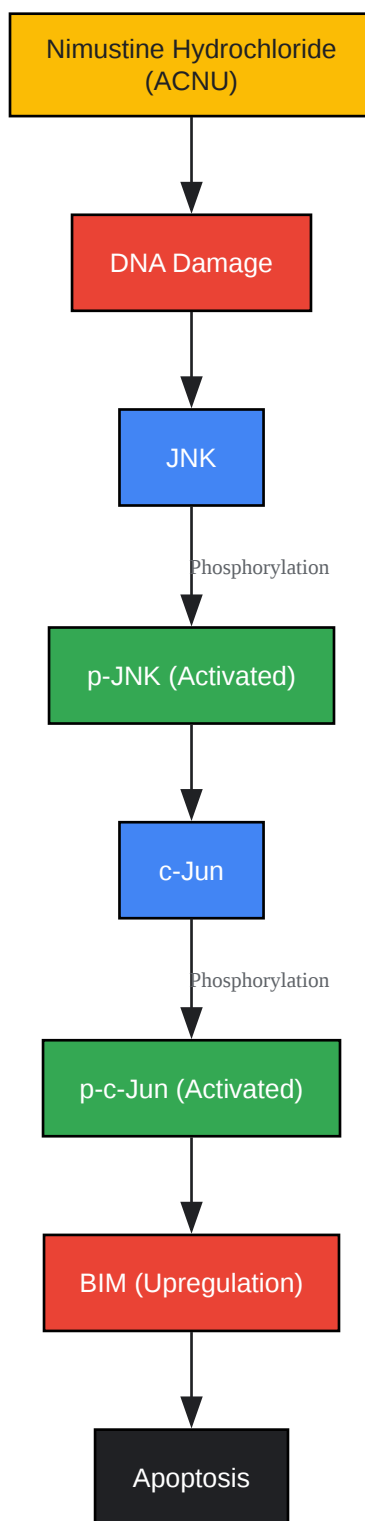 Nimustine Hydrochloride
(ACNU)
DNA Damage
JNK
Phosphorylation
p-JNK (Activated)
c-Jun
Phosphorylation
p-c-Jun (Activated)
BIM (Upregulation)
Apoptosis